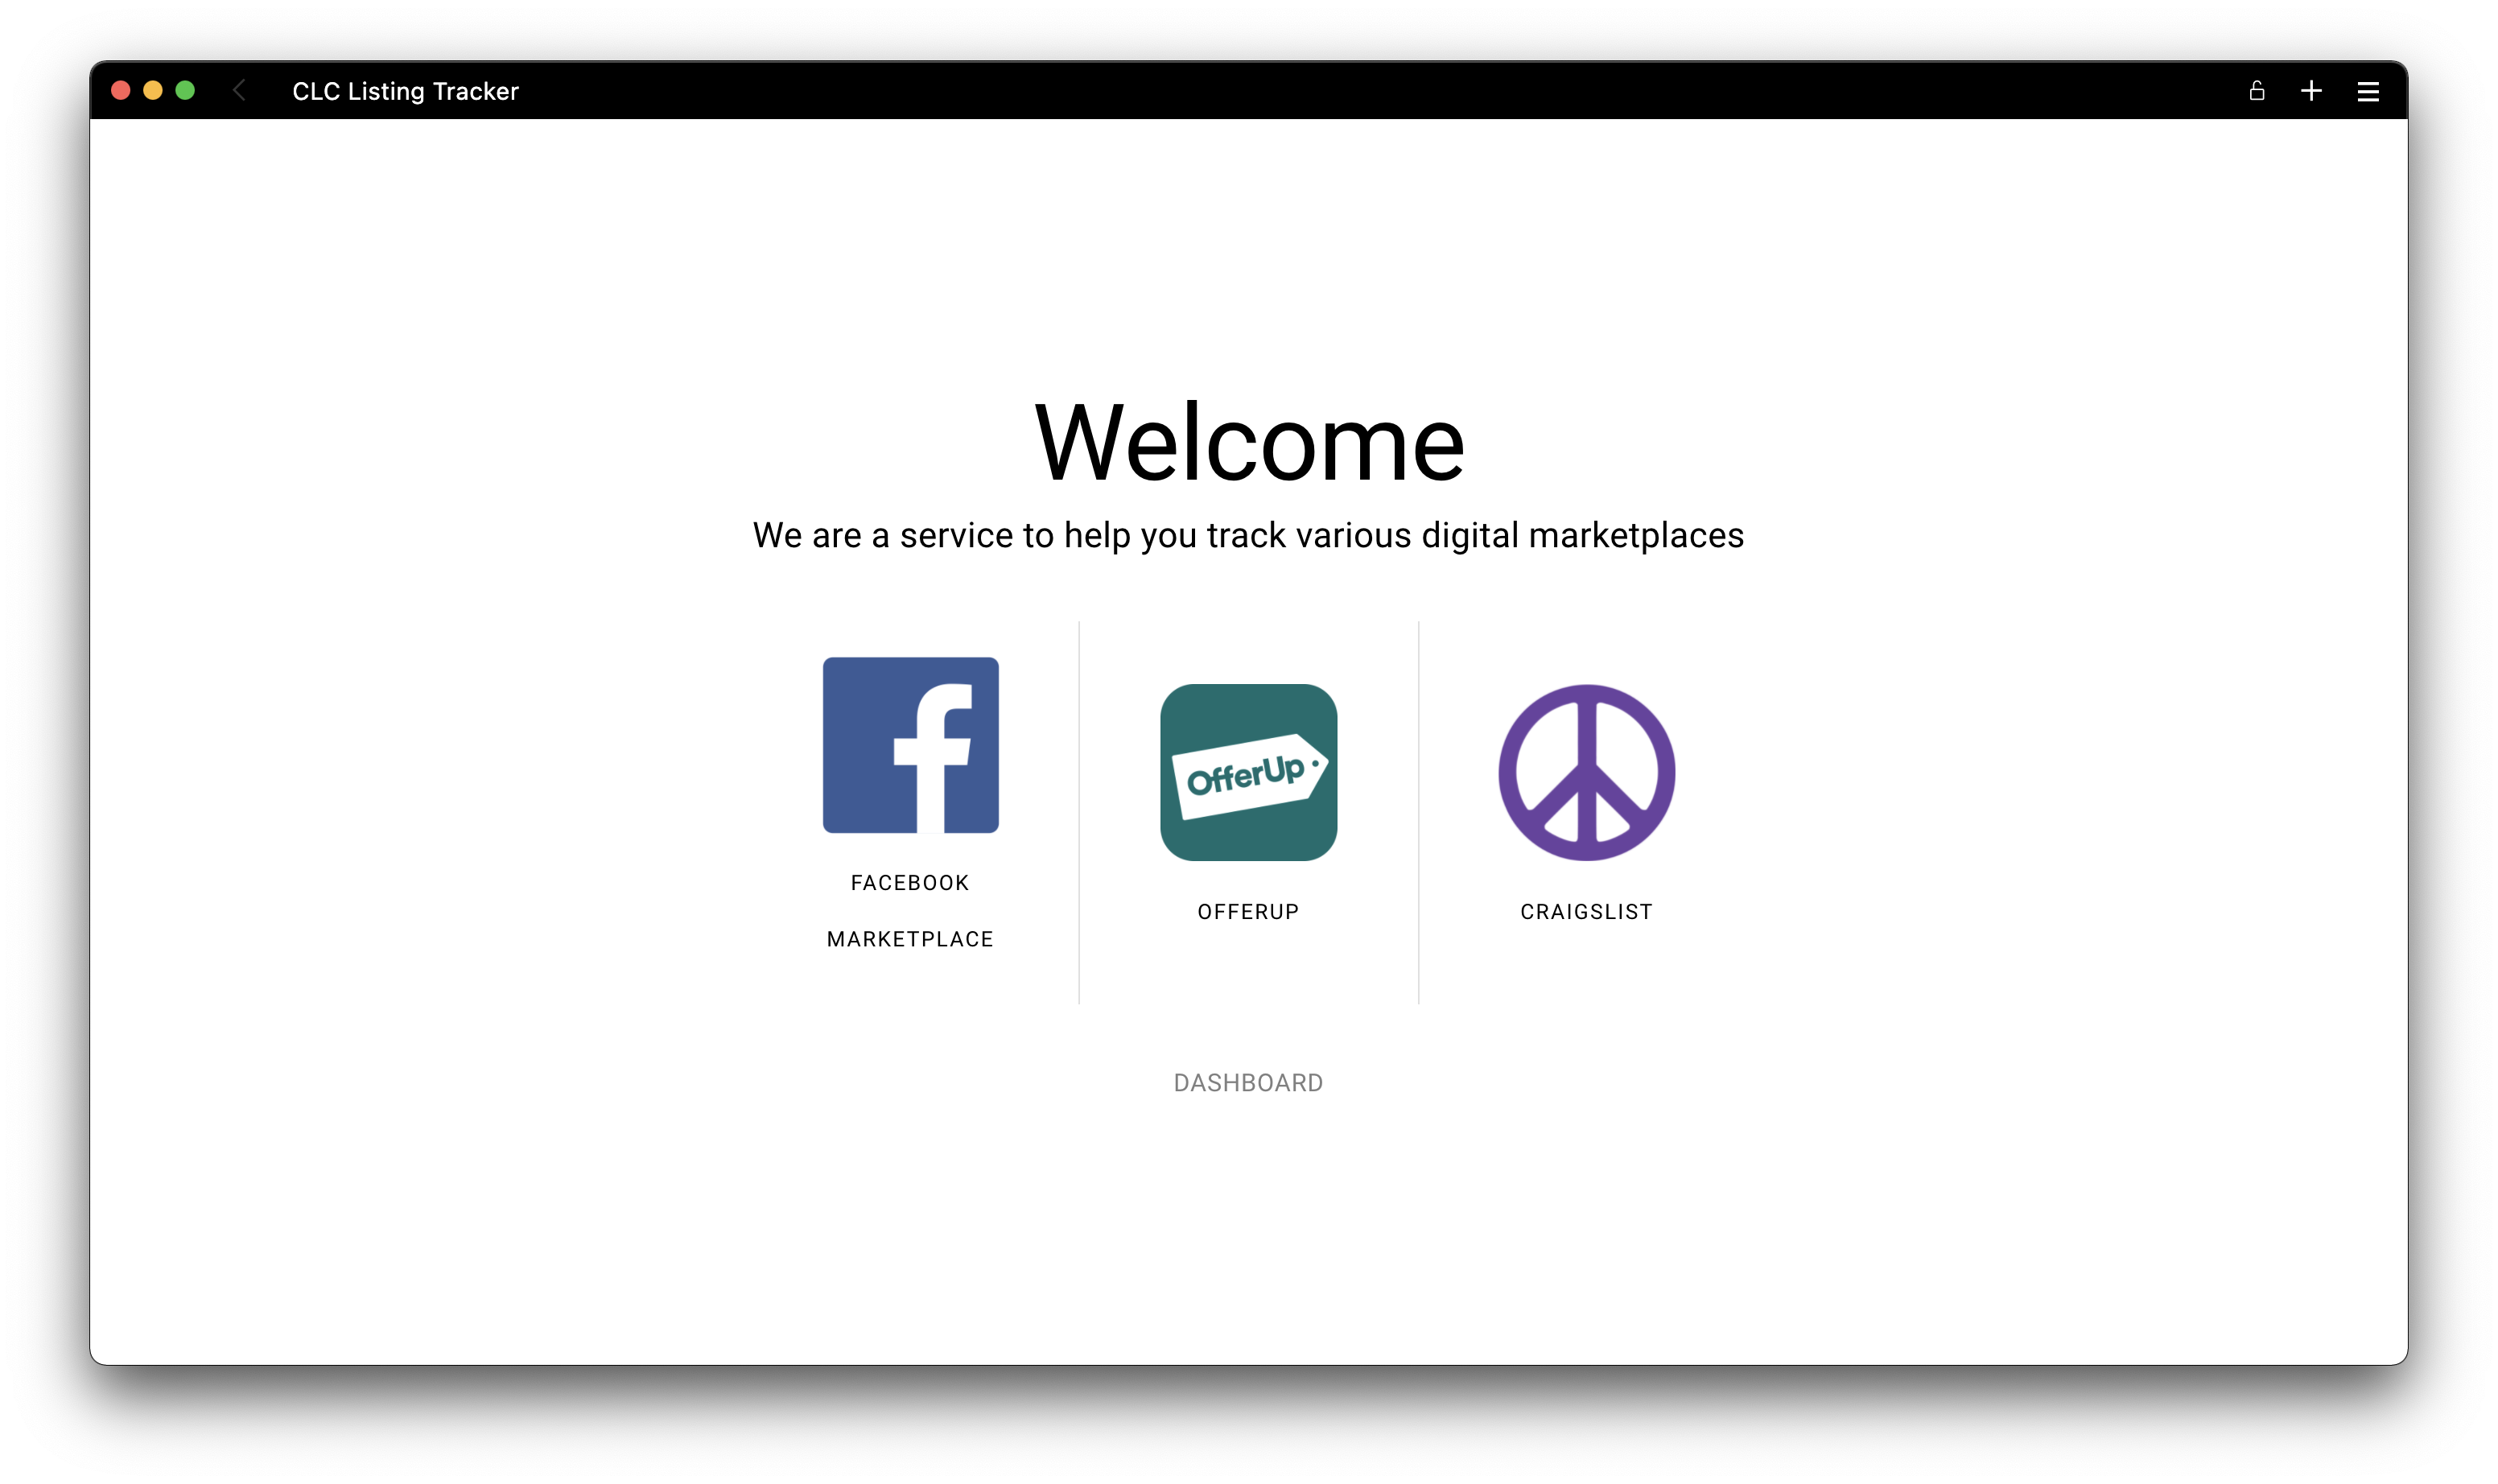 CLC Listing Tracker
Welcome
We are a service to help you track various digital marketplaces
OfferUp
FACEBOOK
MARKETPLACE
OFFERUP
CRAIGSLIST
DASHBOARD